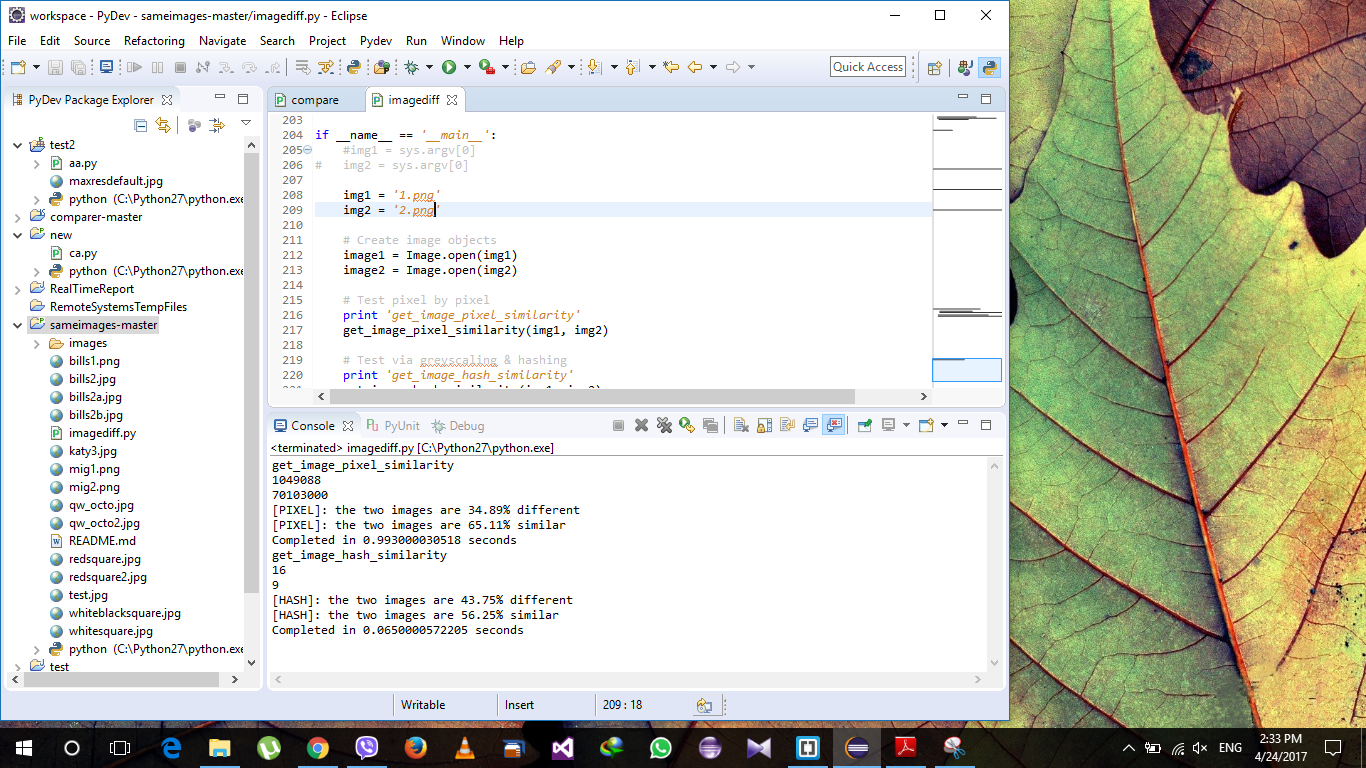 workspace - PyDev - sameimages-master/imagediff.py - Eclipse
File Edit Source Refactoring Navigate Search Project Pydev Run Window Help
Quick Access
PyDev Package Explorer
test2
aa.py
maxresdefault.jpg
python (C:\Python27\python.exe
comparer-master
new
ca.py
python (C:\Python27\python.exe
RealTimeReport
RemoteSystemsTempFiles
sameimages-master
images
bills1.png
bills2.jpg
bills2a.jpg
bills2b.jpg
imagediff.py
katy3.jpg
mig1.png
mig2.png
qw_octo.jpg
qw_octo2.jpg
README.md
redsquare.jpg
redsquare2.jpg
test.jpg
whiteblacksquare.jpg
whitesquare.jpg
python (C:\Python27\python.exe
test
compare imagediff
203
204 if __name__ == '__main__':
205 #img1 = sys.argv[0]
206 # img2 = sys.argv[0]
207
208 img1 = '1.png'
209 img2 = '2.png'
210
211 # Create image objects
212 image1 = Image.open(img1)
213 image2 = Image.open(img2)
214
215 # Test pixel by pixel
216 print 'get_image_pixel_similarity'
217 get_image_pixel_similarity(img1, img2)
218
219 # Test via greyscaling & hashing
220 print 'get_image_hash_similarity'
Console PyUnit Debug
<terminated> imagediff.py [C:\Python27\python.exe]
get_image_pixel_similarity
1049088
70103000
[PIXEL]: the two images are 34.89% different
[PIXEL]: the two images are 65.11% similar
Completed in 0.993000030518 seconds
get_image_hash_similarity
16
9
[HASH]: the two images are 43.75% different
[HASH]: the two images are 56.25% similar
Completed in 0.0650000572205 seconds
Writable Insert 209 : 18
ENG
2:33 PM
4/24/2017